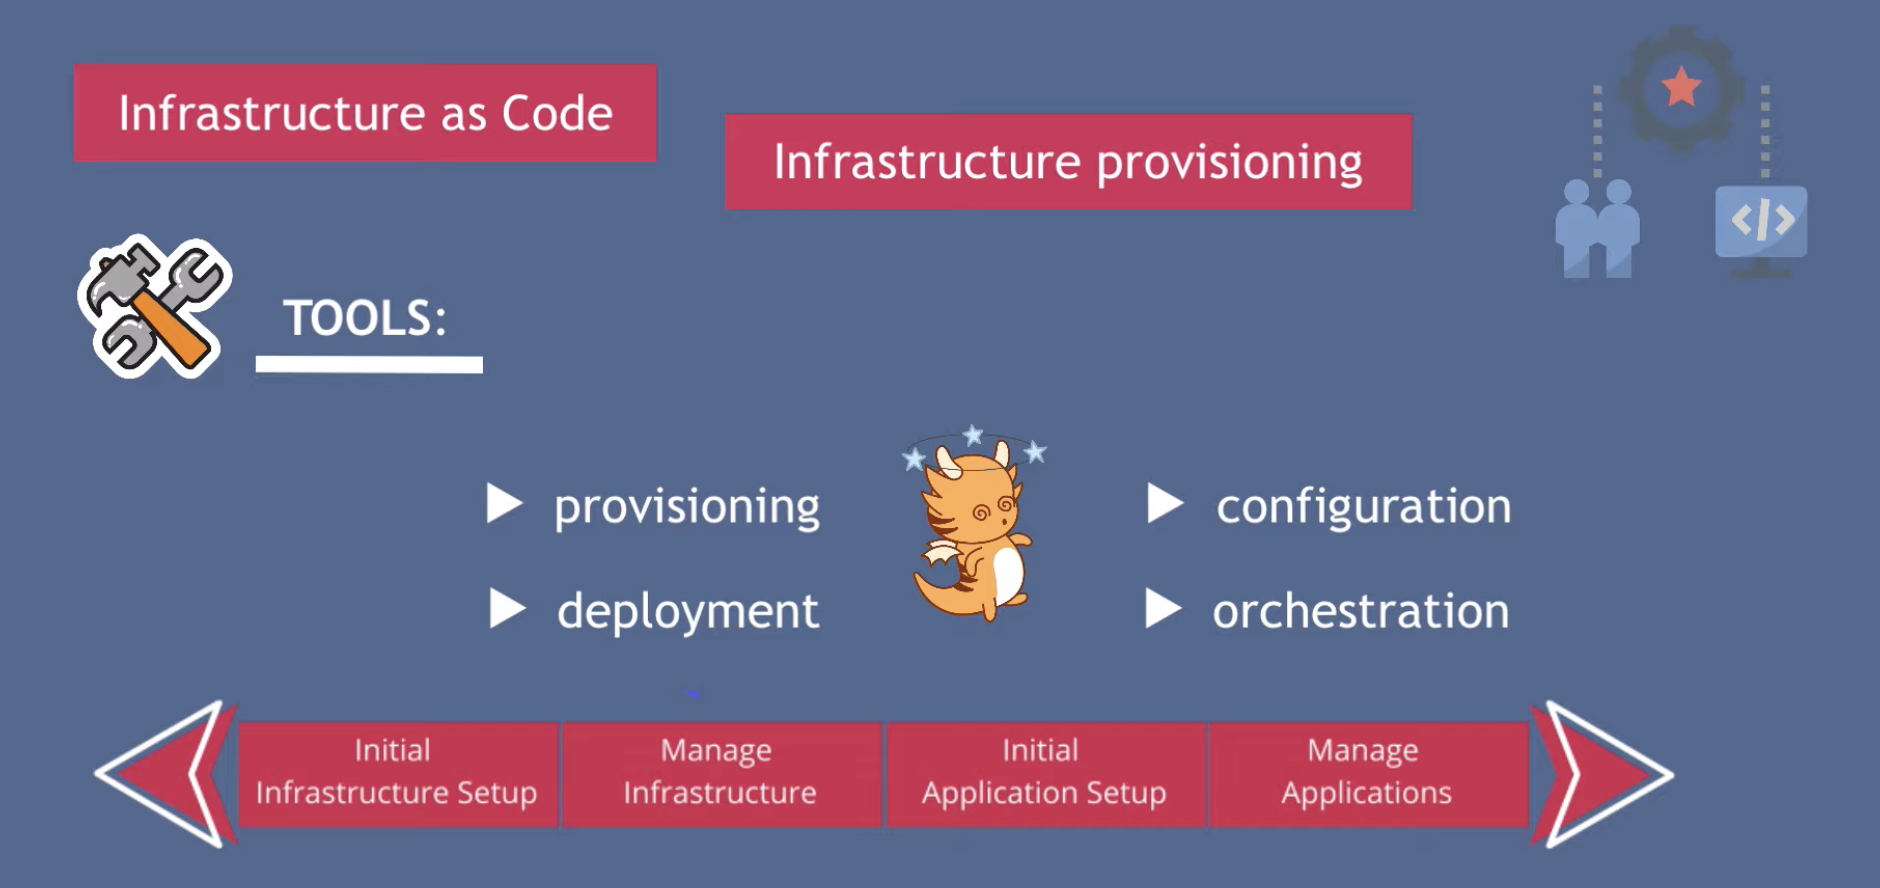 Infrastructure as Code
Infrastructure provisioning
</>
TOOLS:
provisioning
configuration
deployment
orchestration
Initial
Infrastructure Setup
Manage
Infrastructure
Initial
Application Setup
Manage
Applications